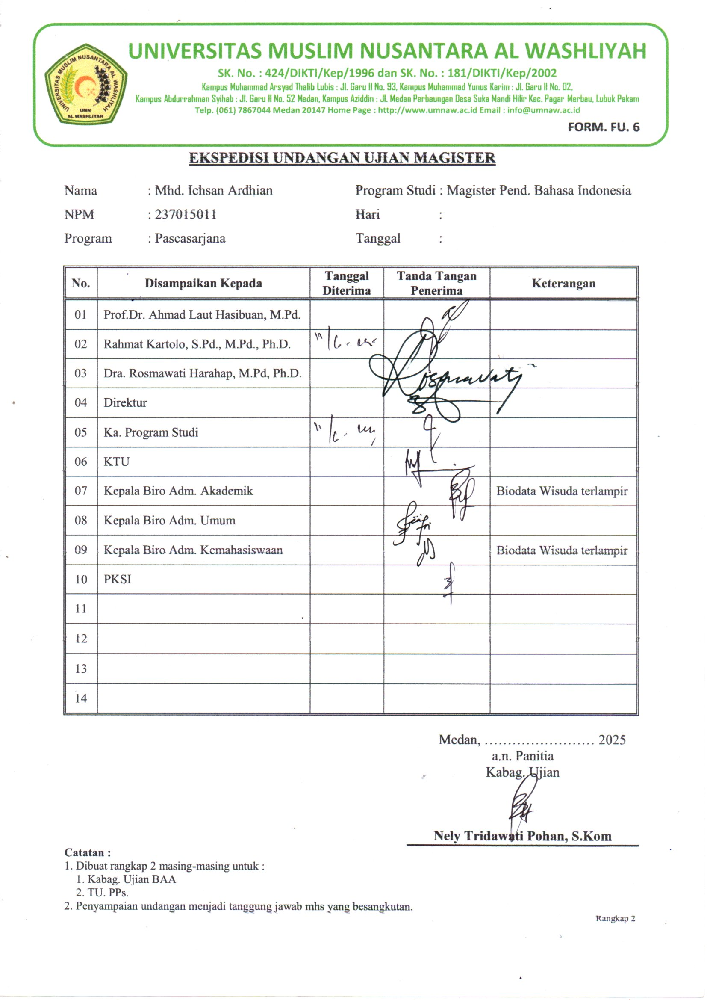 UNIVERSITAS MUSLIM NUSANTARA AL WASHLIYAH
UMN
AL WASHLIYAH
UNIVERSITAS MUSLIM NUSANTARA AL WASHLIYAH
SK. No. : 424/DIKTI/Kep/1996 dan SK. No. : 181/DIKTI/Kep/2002
Kampus Muhammad Arsyad Thalib Lubis : Jl. Garu II No. 93, Kampus Muhammad Yunus Karim : Jl. Garu II No. 02,
Kampus Abdurrahman Syihab : Jl. Garu II No. 52 Medan, Kampus Aziddin : Jl. Medan Perbaungan Desa Suka Mandi Hilir Kec. Pagar Merbau, Lubuk Pakam
Telp. (061) 7867044 Medan 20147 Home Page : http://www.umnaw.ac.id Email : info@umnaw.ac.id
FORM. FU. 6
EKSPEDISI UNDANGAN UJIAN MAGISTER
Nama : Mhd. Ichsan Ardhian Program Studi : Magister Pend. Bahasa Indonesia
NPM : 237015011 Hari :
Program : Pascasarjana Tanggal :
No. Disampaikan Kepada Tanggal Diterima Tanda Tangan Penerima Keterangan
01 Prof.Dr. Ahmad Laut Hasibuan, M.Pd.
02 Rahmat Kartolo, S.Pd., M.Pd., Ph.D.
03 Dra. Rosmawati Harahap, M.Pd, Ph.D. Rosmawati
04 Direktur
05 Ka. Program Studi
06 KTU
07 Kepala Biro Adm. Akademik Biodata Wisuda terlampir
08 Kepala Biro Adm. Umum
09 Kepala Biro Adm. Kemahasiswaan Biodata Wisuda terlampir
10 PKSI
11
12
13
14
Medan, ........................ 2025
a.n. Panitia
Kabag. Ujian
Nely Tridawati Pohan, S.Kom
Catatan :
1. Dibuat rangkap 2 masing-masing untuk :
1. Kabag. Ujian BAA
2. TU. PPs.
2. Penyampaian undangan menjadi tanggung jawab mhs yang besangkutan.
Rangkap 2